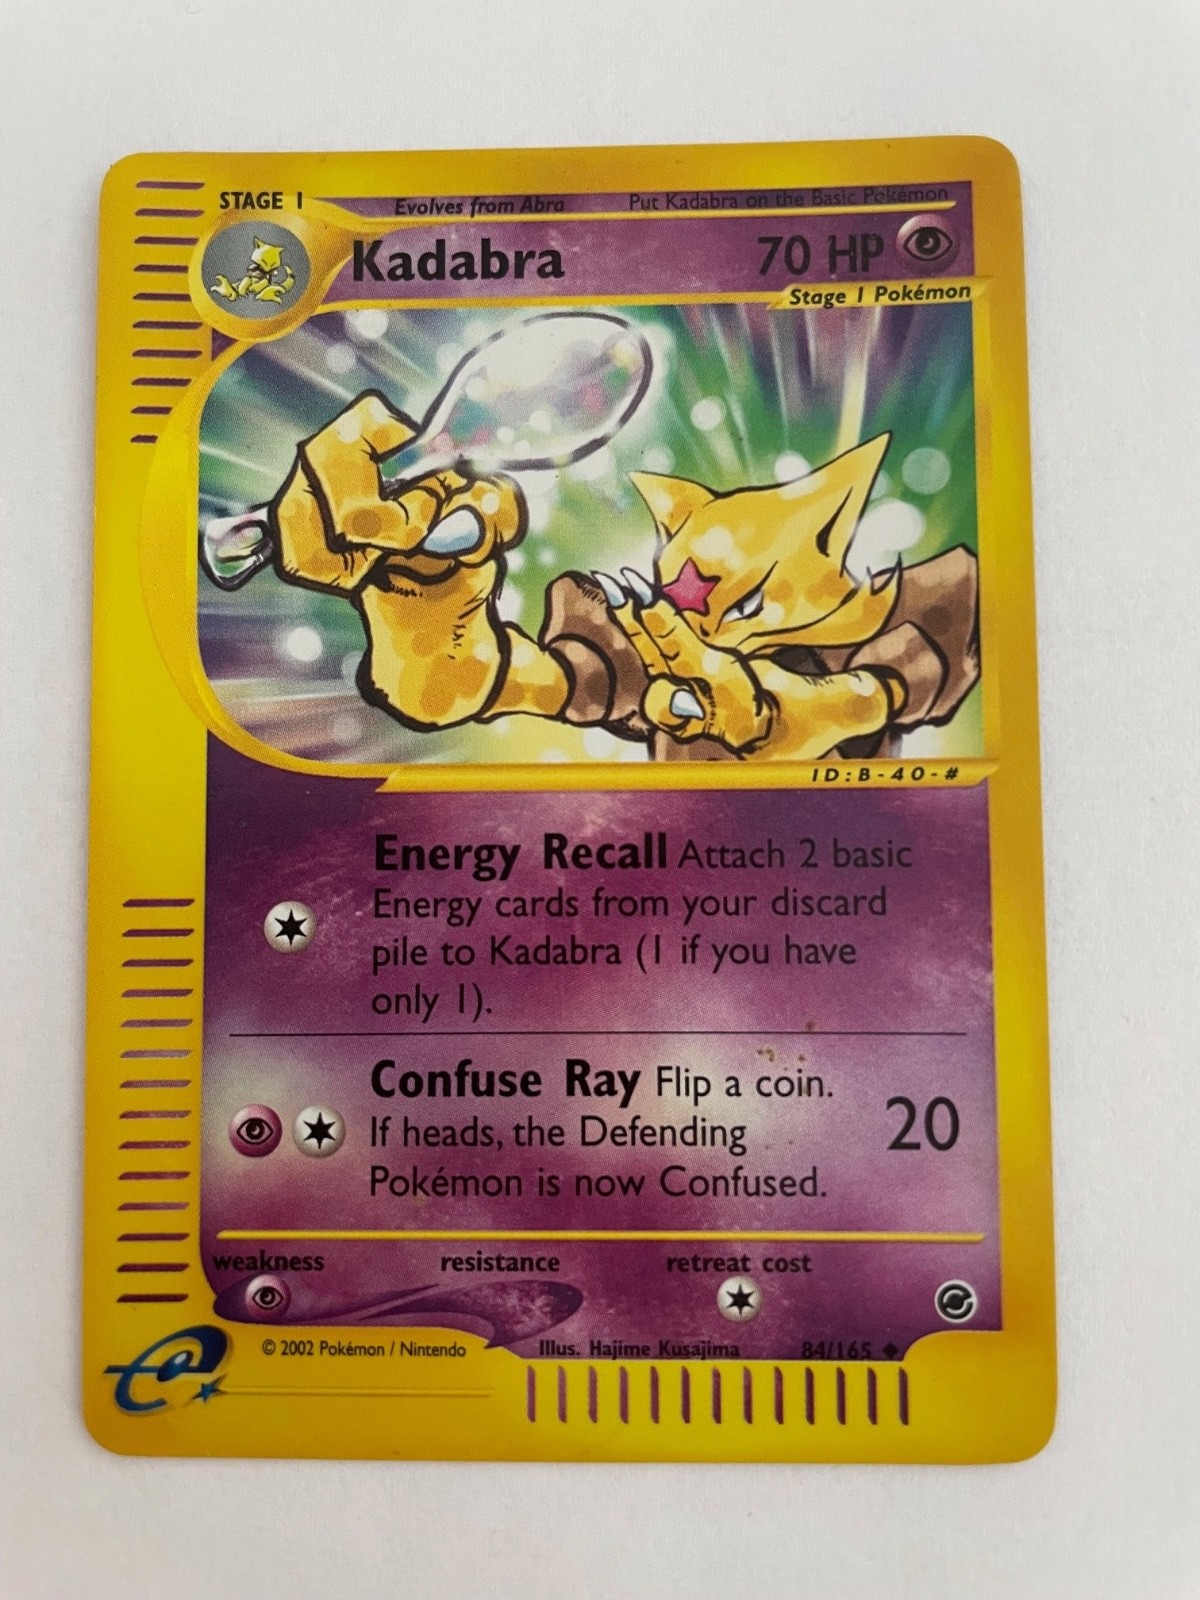 STAGE 1 Evolves from Abra Put Kadabra on the Basic Pokémon
Kadabra 70 HP
Stage 1 Pokémon
ID:B-40-#
Energy Recall Attach 2 basic
Energy cards from your discard
pile to Kadabra (1 if you have
only 1).
Confuse Ray Flip a coin.
If heads, the Defending
Pokémon is now Confused.
20
weakness resistance retreat cost
© 2002 Pokémon / Nintendo Illus. Hajime Kusajima 84/165
e